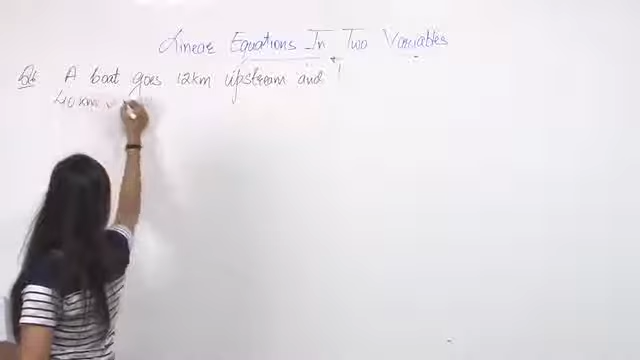 Linear Equations In Two Variables
Q6 A boat goes 12km Upstream and
40km